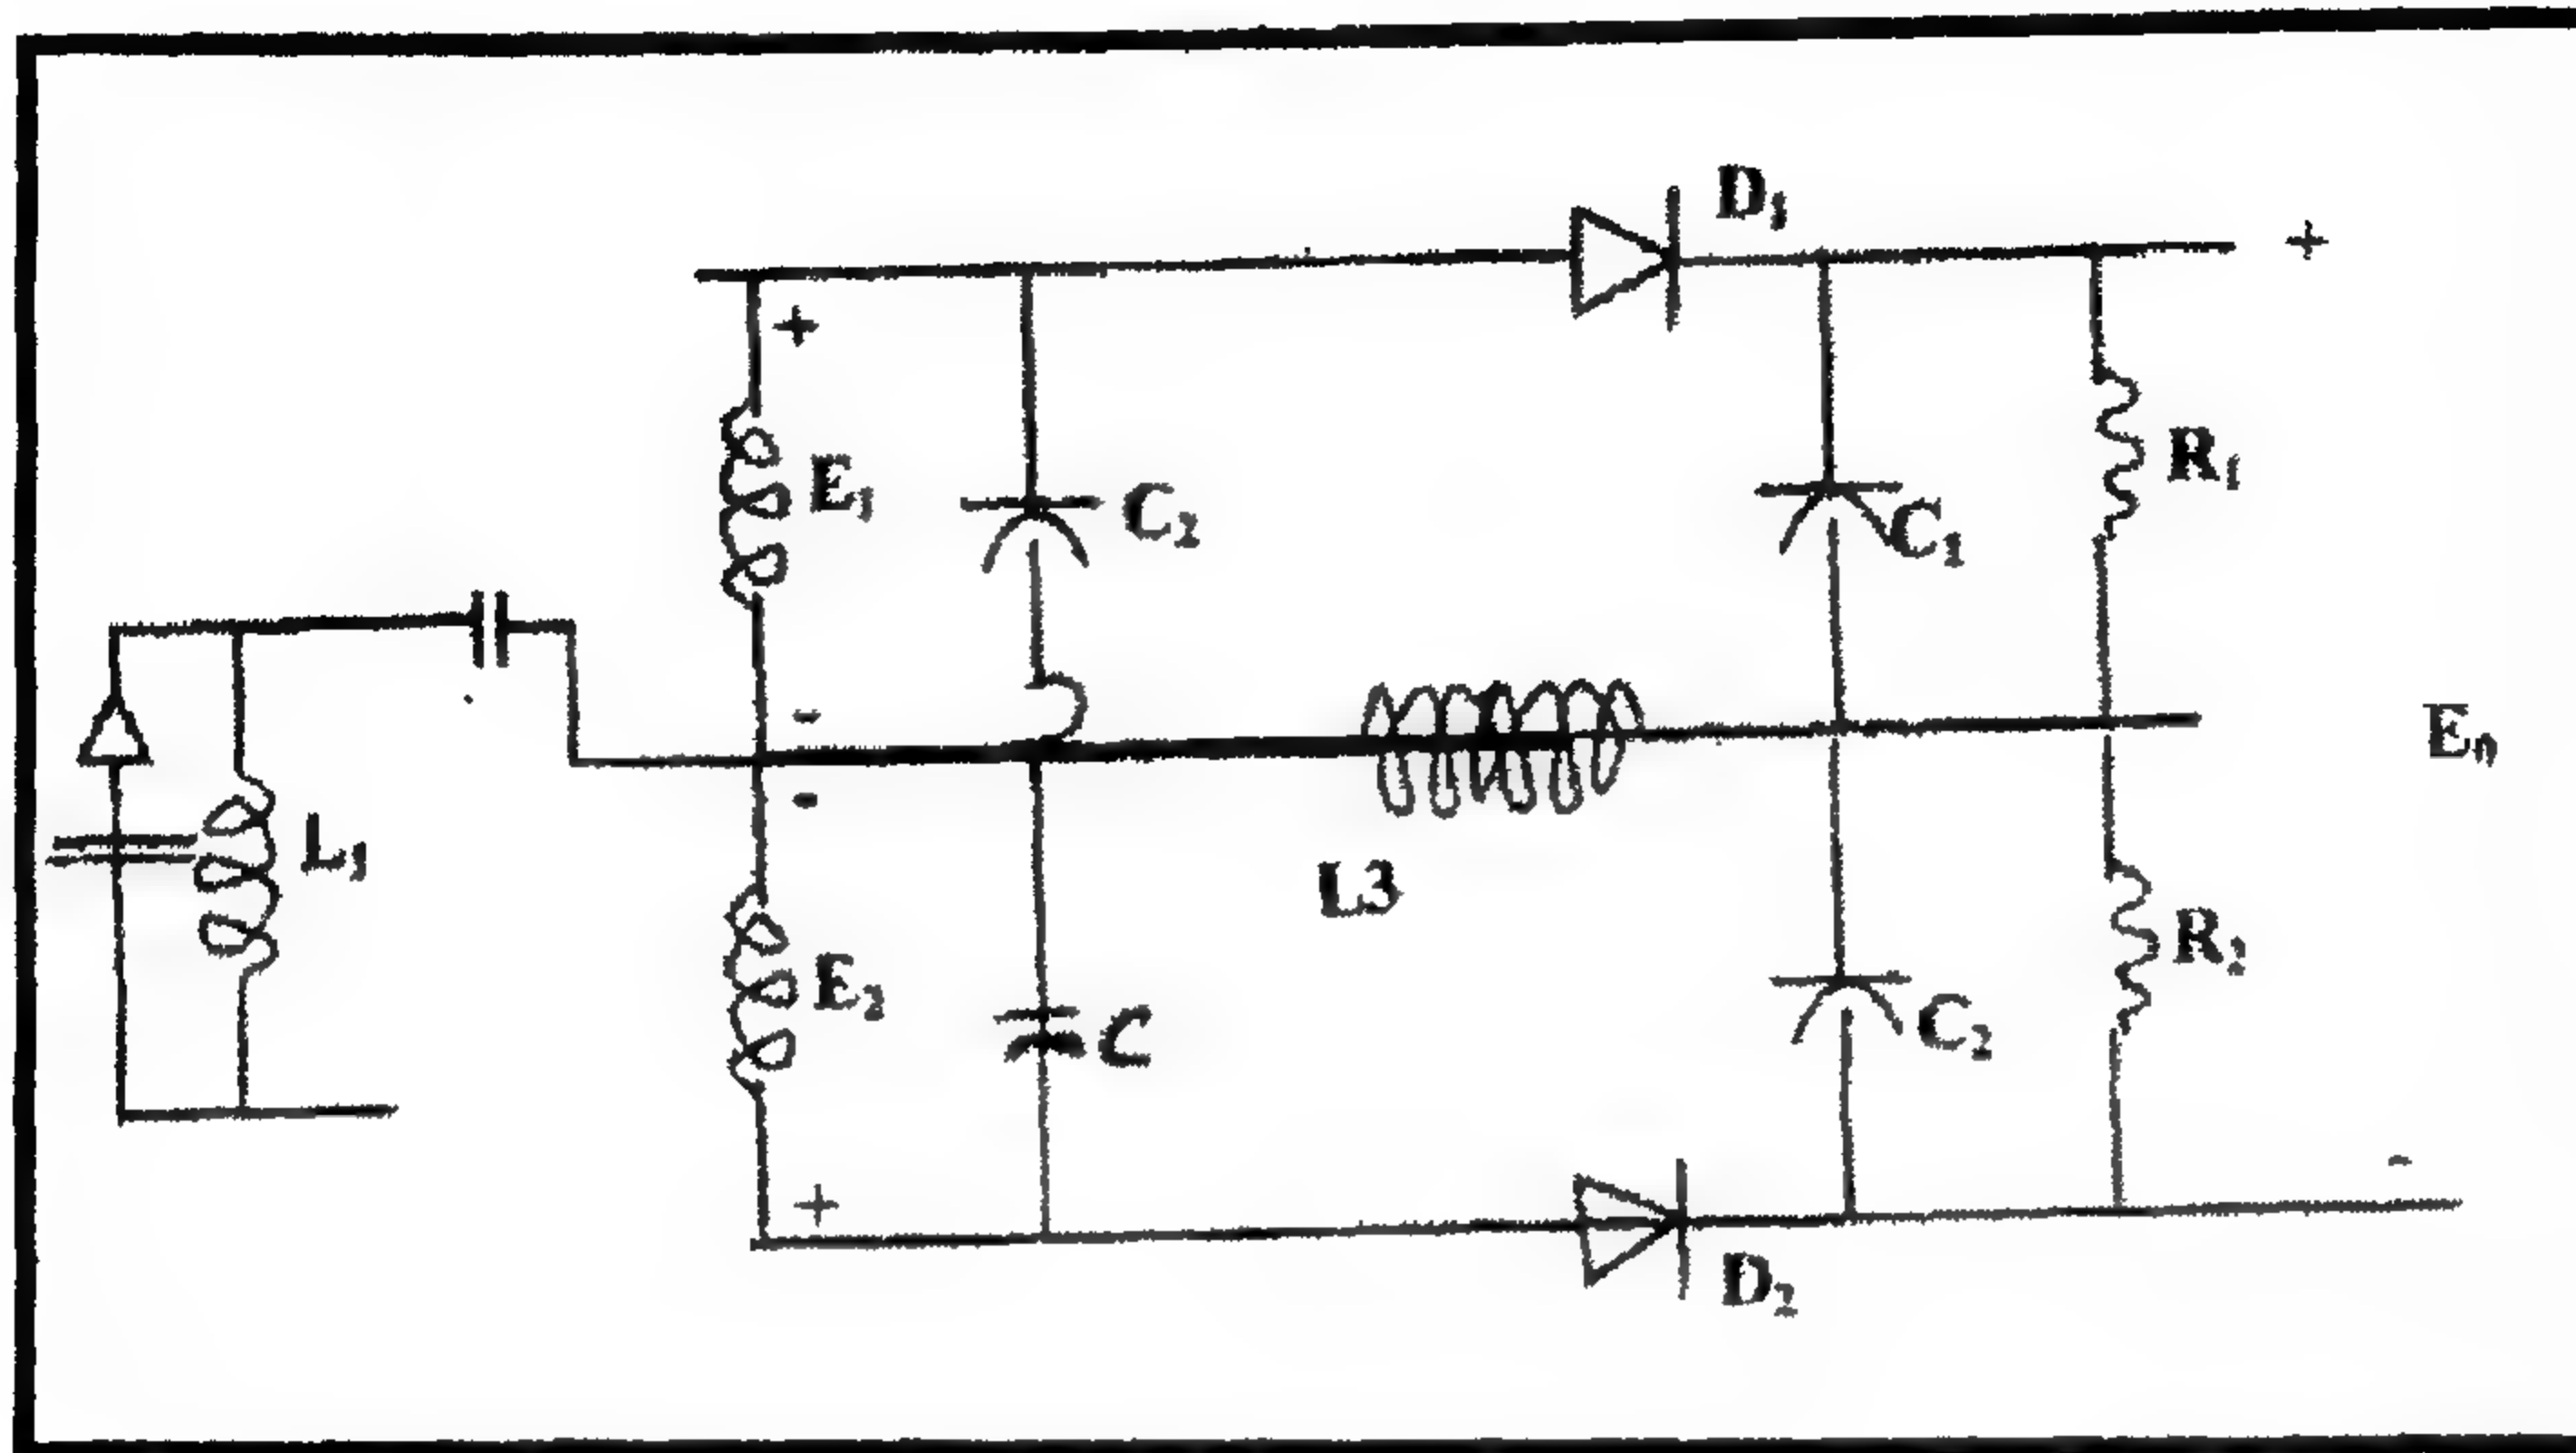 D₁
+
+
E₁
C₂
C₁
R₁
-
E₀
-
L₁
L3
E₂
C
C₂
R₂
+
-
D₂